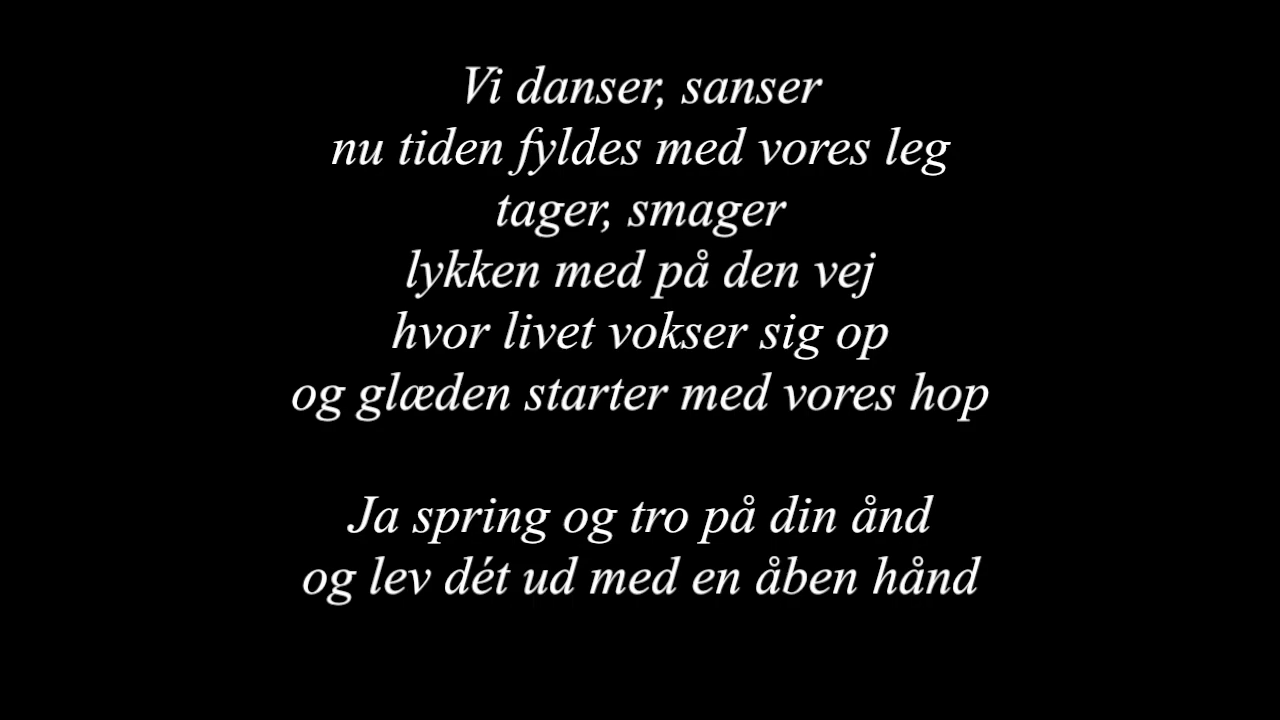 Vi danser, sanser
nu tiden fyldes med vores leg
tager, smager
lykken med på den vej
hvor livet vokser sig op
og glæden starter med vores hop
Ja spring og tro på din ånd
og lev dét ud med en åben hånd